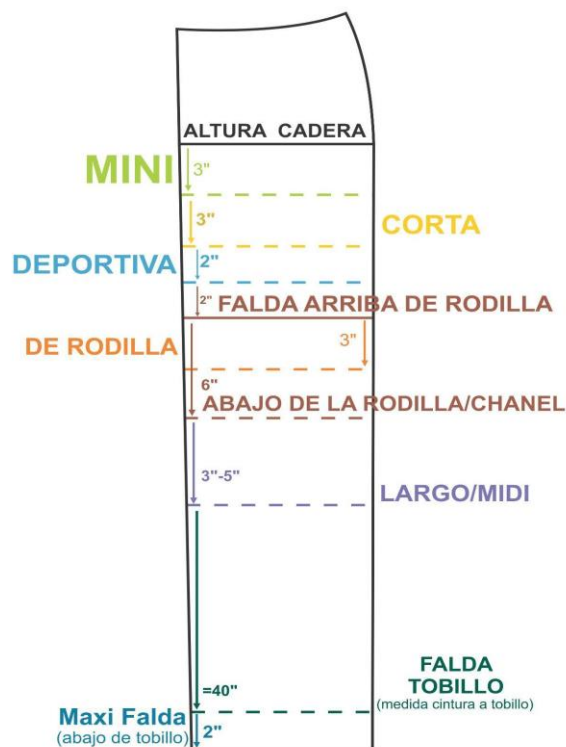 ALTURA CADERA
3"
MINI
3"
CORTA
DEPORTIVA
2"
2"
FALDA ARRIBA DE RODILLA
DE RODILLA
3"
6"
ABAJO DE LA RODILLA/CHANEL
3"-5"
LARGO/MIDI
=40"
FALDA
TOBILLO
(medida cintura a tobillo)
Maxi Falda
(abajo de tobillo)
2"